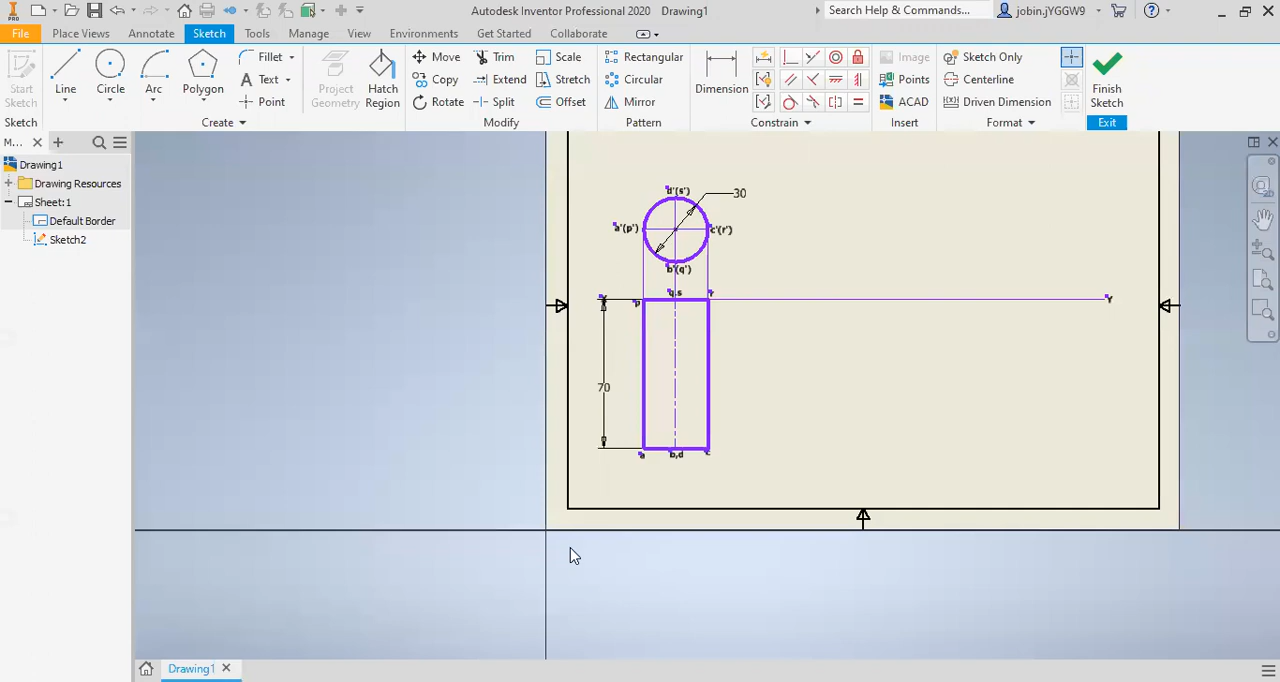 PRO
Autodesk Inventor Professional 2020 Drawing1
Search Help & Commands...
jobin.jYGGW9
File Place Views Annotate Sketch Tools Manage View Environments Get Started Collaborate
Start Sketch
Line
Circle
Arc
Polygon
Fillet
Text
Point
Project Geometry
Hatch Region
Move
Copy
Rotate
Trim
Extend
Split
Scale
Stretch
Offset
Rectangular
Circular
Mirror
Dimension
Image
Points
ACAD
Sketch Only
Centerline
Driven Dimension
Finish Sketch
Sketch Create Modify Pattern Constrain Insert Format Exit
M...
Drawing1
Drawing Resources
Sheet:1
Default Border
Sketch2
d'(s')
30
a'(p')
c'(r')
b'(q')
q,s
r
p
Y
70
a
b,d
c
Drawing1